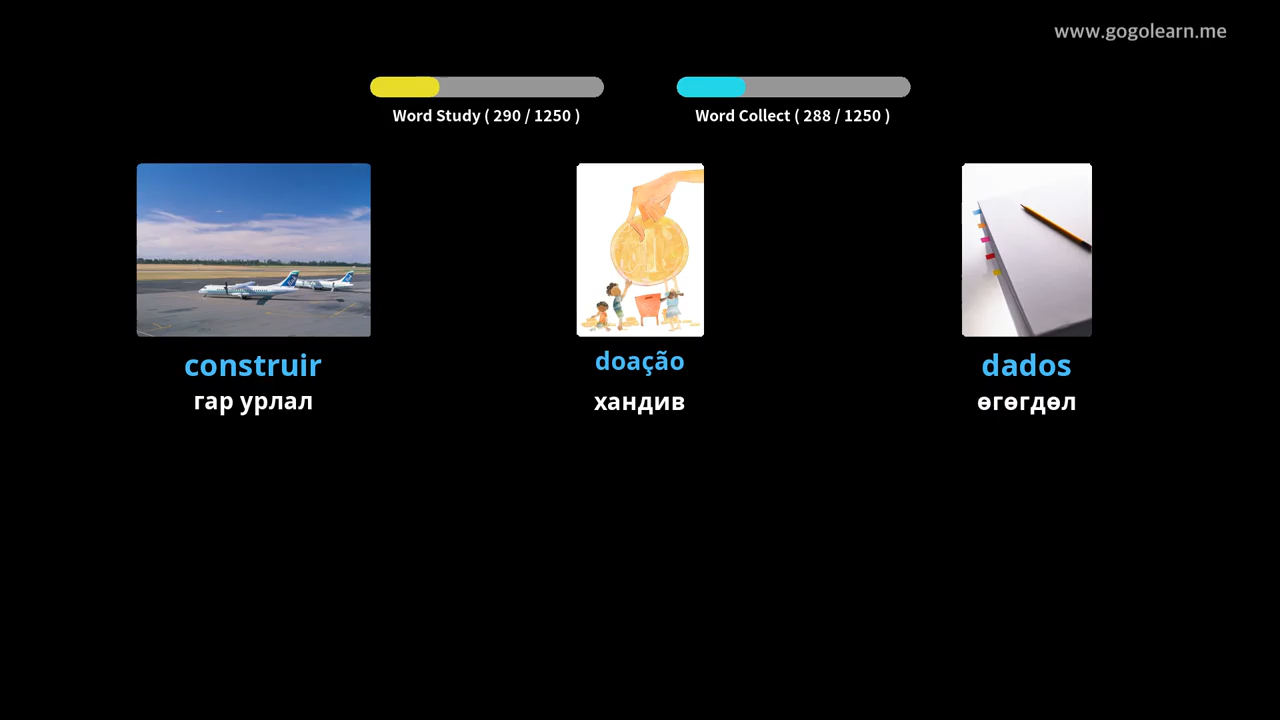 www.gogolearn.me
Word Study ( 290 / 1250 )
Word Collect ( 288 / 1250 )
construir
гар урлал
doação
хандив
dados
өгөгдөл